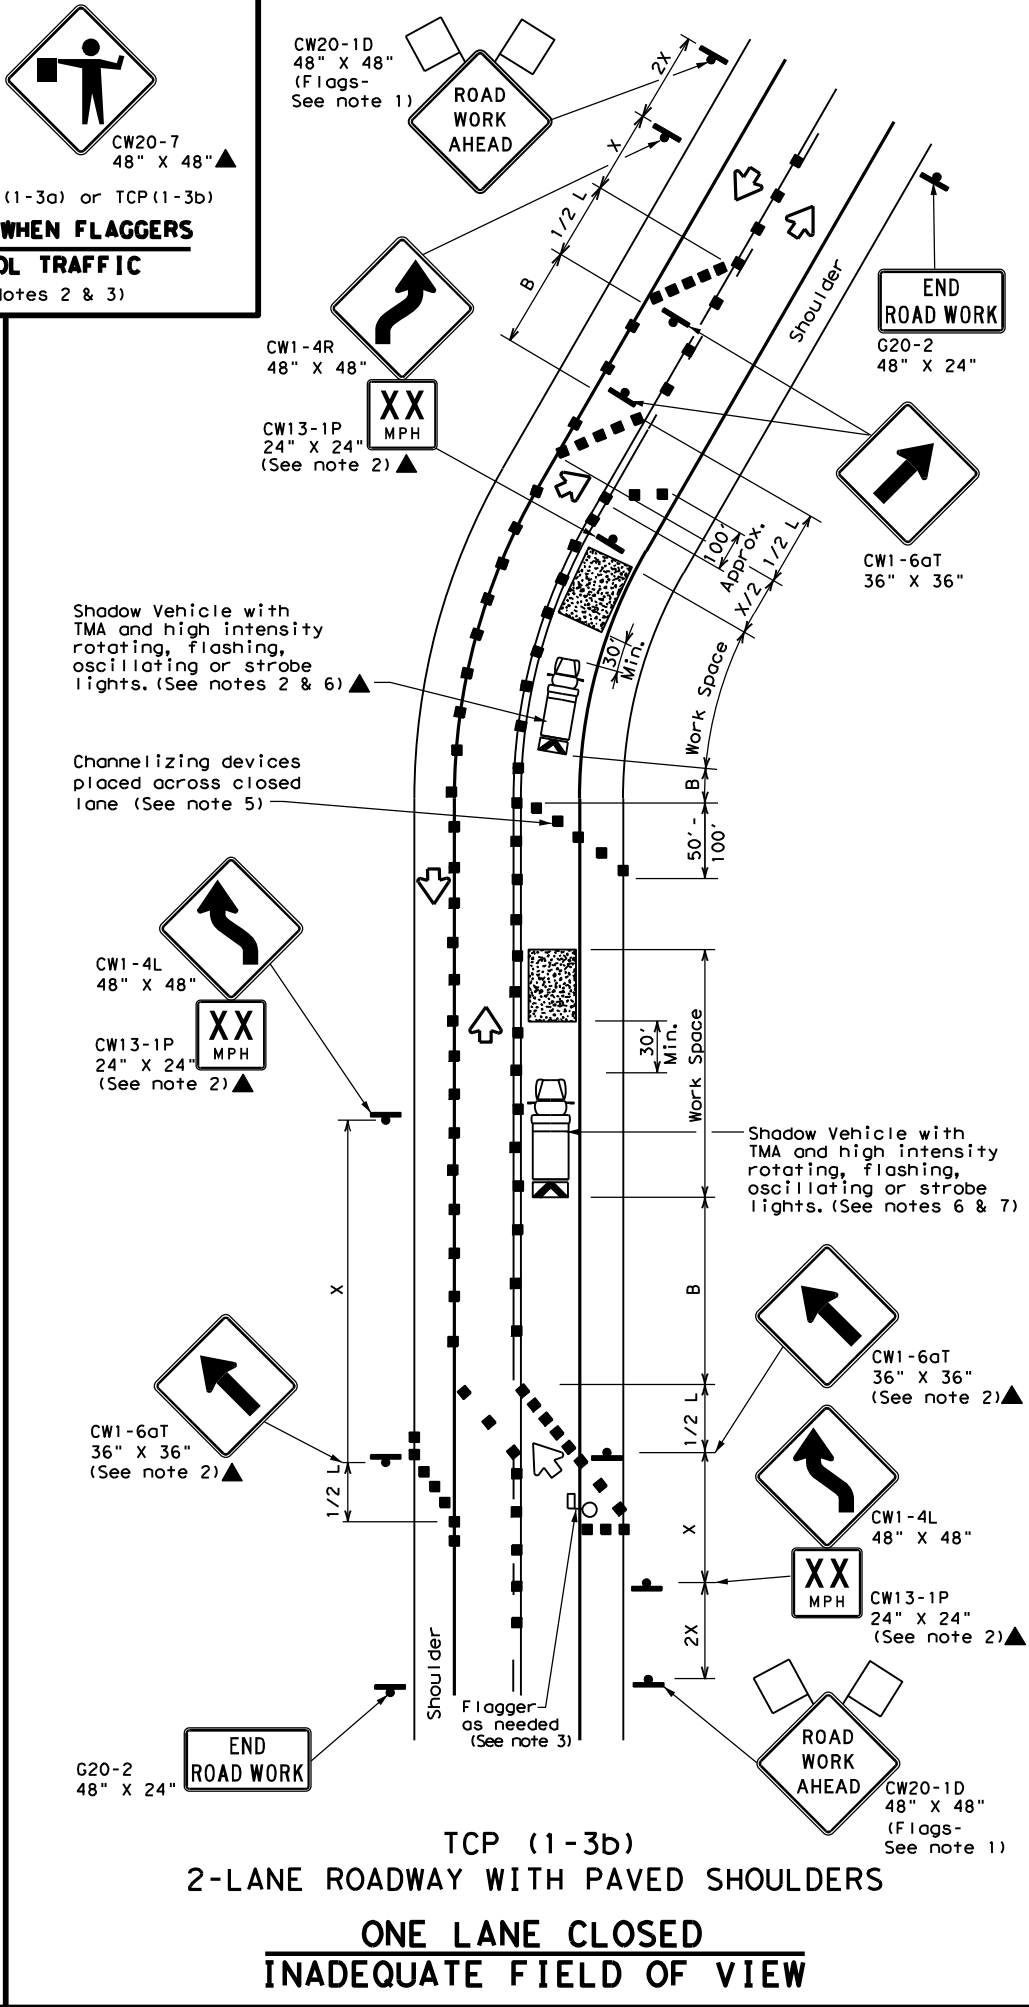 CW20-7
48" X 48"
(1-3a) or TCP(1-3b)
WHEN FLAGGERS
OL TRAFFIC
otes 2 & 3)
CW20-1D
48" X 48"
(Flags-
See note 1)
ROAD
WORK
AHEAD
2X
X
1/2 L
B
CW1-4R
48" X 48"
XX
MPH
CW13-1P
24" X 24"
(See note 2)
Shoulder
END
ROAD WORK
G20-2
48" X 24"
CW1-6aT
36" X 36"
100'
Approx.
1/2 L
X/2
Work Space
30'
Min.
Shadow Vehicle with
TMA and high intensity
rotating, flashing,
oscillating or strobe
lights. (See notes 2 & 6)
Channelizing devices
placed across closed
lane (See note 5)
B
50'-
100'
CW1-4L
48" X 48"
XX
MPH
CW13-1P
24" X 24"
(See note 2)
30'
Min.
Work Space
Shadow Vehicle with
TMA and high intensity
rotating, flashing,
oscillating or strobe
lights. (See notes 6 & 7)
X
B
CW1-6aT
36" X 36"
(See note 2)
1/2 L
CW1-6aT
36" X 36"
(See note 2)
1/2 L
X
CW1-4L
48" X 48"
XX
MPH
CW13-1P
24" X 24"
(See note 2)
2X
Shoulder
Flagger
as needed
(See note 3)
END
ROAD WORK
G20-2
48" X 24"
ROAD
WORK
AHEAD
CW20-1D
48" X 48"
(Flags-
See note 1)
TCP (1-3b)
2-LANE ROADWAY WITH PAVED SHOULDERS
ONE LANE CLOSED
INADEQUATE FIELD OF VIEW